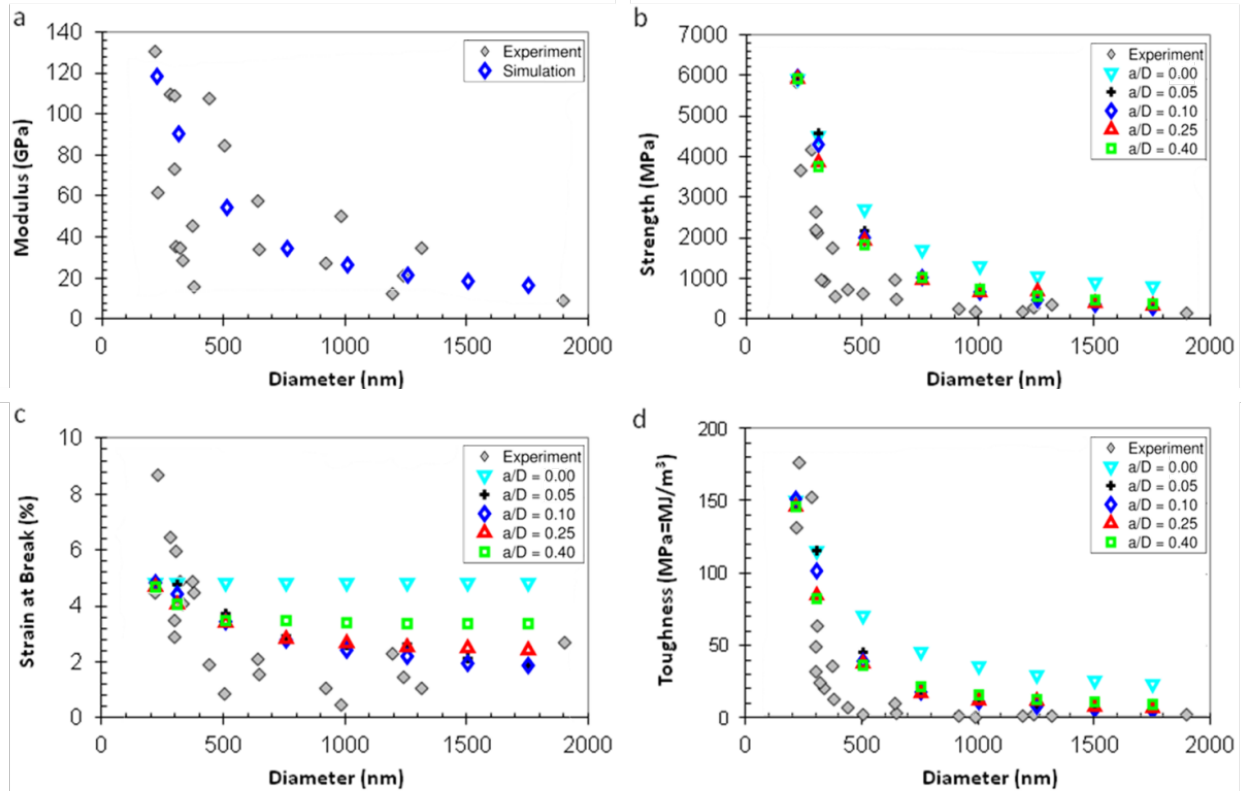 a
140
120
100
80
60
40
20
0
Modulus (GPa)
Experiment
Simulation
0 500 1000 1500 2000
Diameter (nm)
b
7000
6000
5000
4000
3000
2000
1000
0
Strength (MPa)
Experiment
a/D = 0.00
a/D = 0.05
a/D = 0.10
a/D = 0.25
a/D = 0.40
0 500 1000 1500 2000
Diameter (nm)
c
10
8
6
4
2
0
Strain at Break (%)
Experiment
a/D = 0.00
a/D = 0.05
a/D = 0.10
a/D = 0.25
a/D = 0.40
0 500 1000 1500 2000
Diameter (nm)
d
200
150
100
50
0
Toughness (MPa=MJ/m³)
Experiment
a/D = 0.00
a/D = 0.05
a/D = 0.10
a/D = 0.25
a/D = 0.40
0 500 1000 1500 2000
Diameter (nm)